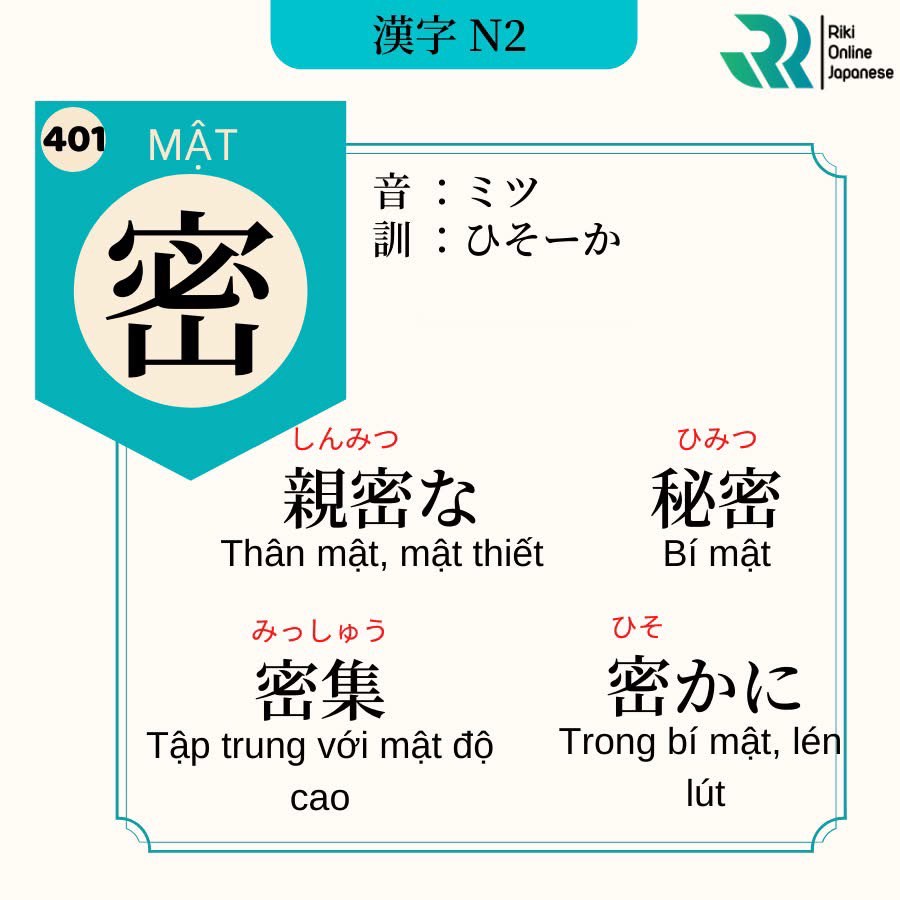 漢字 N2
Riki
Online
Japanese
401
MẬT
密
音 ：ミツ
訓 ：ひそーか
しんみつ
親密な
Thân mật, mật thiết
ひみつ
秘密
Bí mật
みっしゅう
密集
Tập trung với mật độ
cao
ひそ
密かに
Trong bí mật, lén
lút